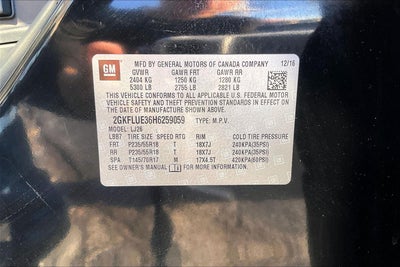 GM
MFD BY GENERAL MOTORS OF CANADA COMPANY 12/16
GVWR GAWR FRT GAWR RR
2404 KG 1250 KG 1280 KG
5300 LB 2755 LB 2821 LB
THIS VEHICLE CONFORMS TO ALL APPLICABLE U.S. FEDERAL MOTOR
VEHICLE SAFETY AND THEFT PREVENTION STANDARDS IN EFFECT
ON THE DATE OF MANUFACTURE SHOWN ABOVE.
2GKFLUE36H6259059 TYPE: M.P.V.
MODEL: LJ26
LBB7 TIRE SIZE SPEED RTG RIM COLD TIRE PRESSURE
FRT P235/55R18 T 18X7J 240KPA(35PSI)
RR P235/55R18 T 18X7J 240KPA(35PSI)
SPA T145/70R17 M 17X4.5T 420KPA(60PSI)
SEE OWNER'S MANUAL FOR MORE INFORMATION.